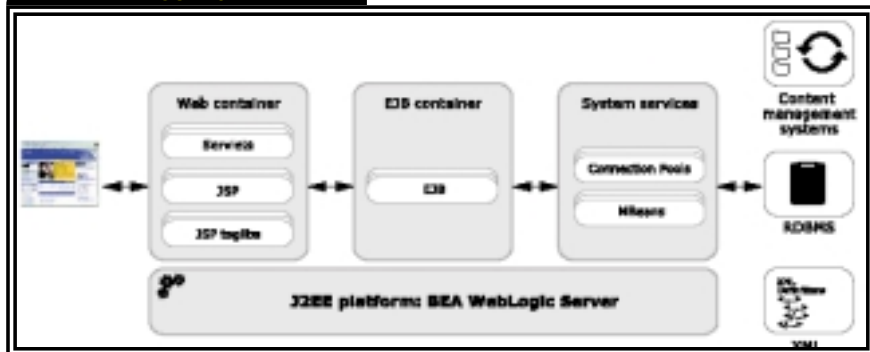 Web container
Servlets
JSP
JSP taglibs
EJB container
EJB
System services
Connection Pools
MBeans
Content
management
systems
RDBMS
XML
J2EE platform: BEA WebLogic Server